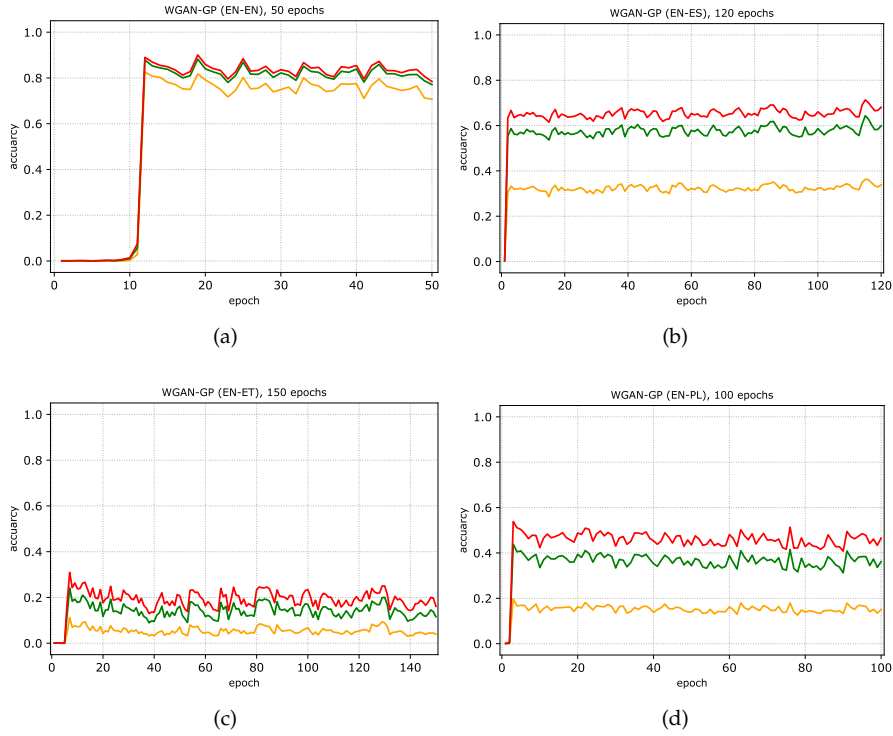 WGAN-GP (EN-EN), 50 epochs
1.0
0.8
0.6
0.4
0.2
0.0
accuarcy
0 10 20 30 40 50
epoch
(a)
WGAN-GP (EN-ES), 120 epochs
1.0
0.8
0.6
0.4
0.2
0.0
accuarcy
0 20 40 60 80 100 120
epoch
(b)
WGAN-GP (EN-ET), 150 epochs
1.0
0.8
0.6
0.4
0.2
0.0
accuarcy
0 20 40 60 80 100 120 140
epoch
(c)
WGAN-GP (EN-PL), 100 epochs
1.0
0.8
0.6
0.4
0.2
0.0
accuarcy
0 20 40 60 80 100
epoch
(d)